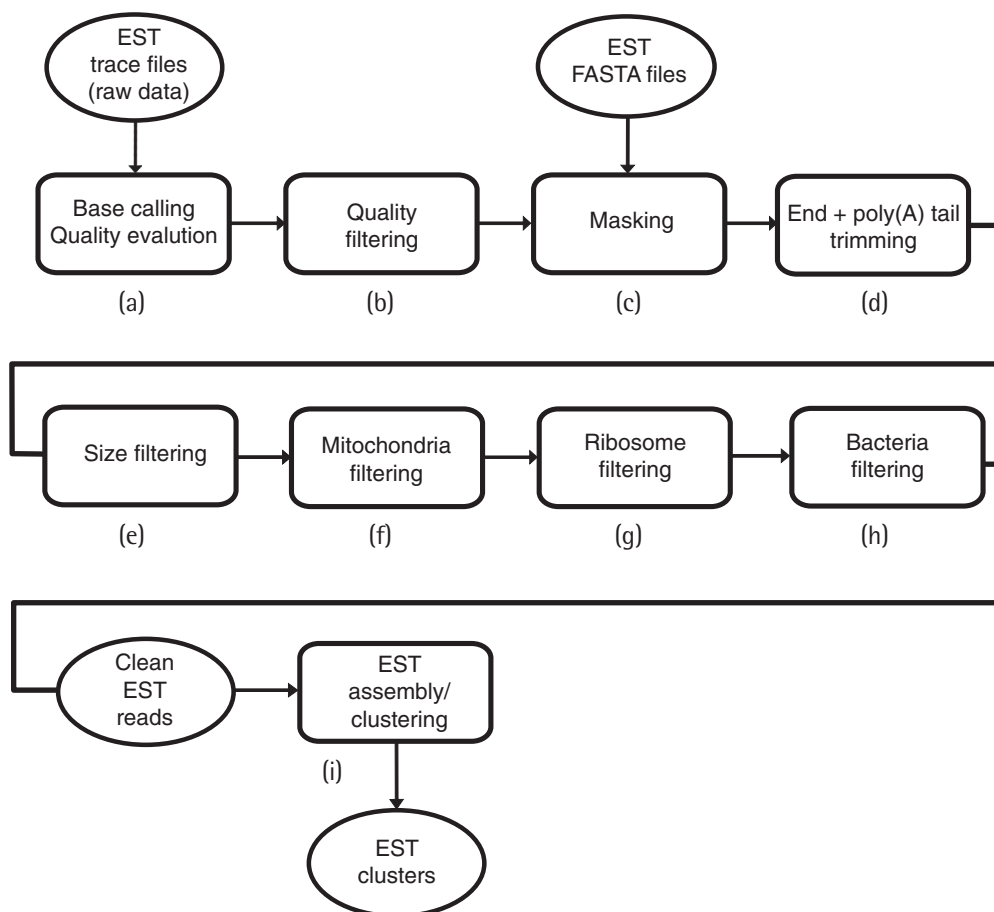 EST
trace files
(raw data)
EST
FASTA files
Base calling
Quality evalution
Quality
filtering
Masking
End + poly(A) tail
trimming
(a)
(b)
(c)
(d)
Size filtering
Mitochondria
filtering
Ribosome
filtering
Bacteria
filtering
(e)
(f)
(g)
(h)
Clean
EST
reads
EST
assembly/
clustering
(i)
EST
clusters